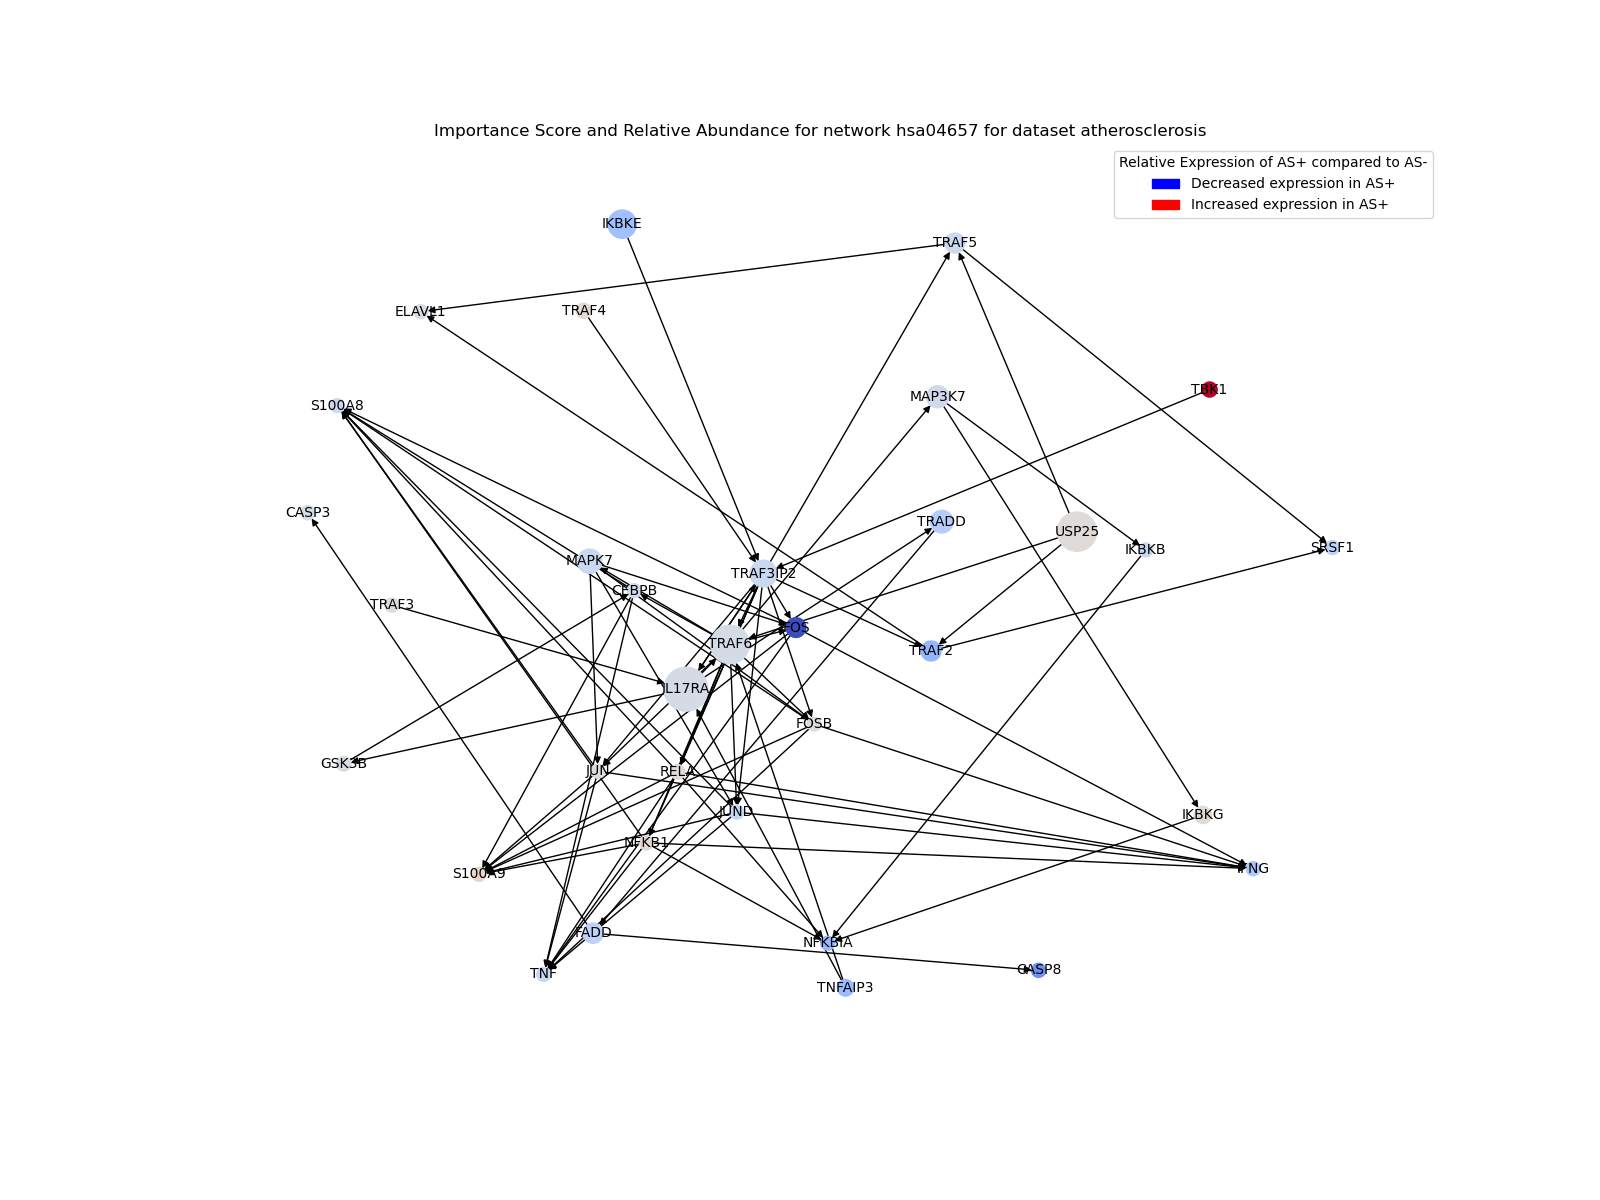 Importance Score and Relative Abundance for network hsa04657 for dataset atherosclerosis
Relative Expression of AS+ compared to AS-
Decreased expression in AS+
Increased expression in AS+
IKBKE
TRAF5
ELAVL1
TRAF4
TBK1
MAP3K7
S100A8
CASP3
TRADD
USP25
IKBKB
SRSF1
MAPK7
TRAF3IP2
CEBPB
TRAF3
FOS
TRAF6
TRAF2
IL17RA
FOSB
GSK3B
JUN
RELA
JUND
IKBKG
NFKB1
S100A9
IFNG
FADD
NFKBIA
TNF
CASP8
TNFAIP3